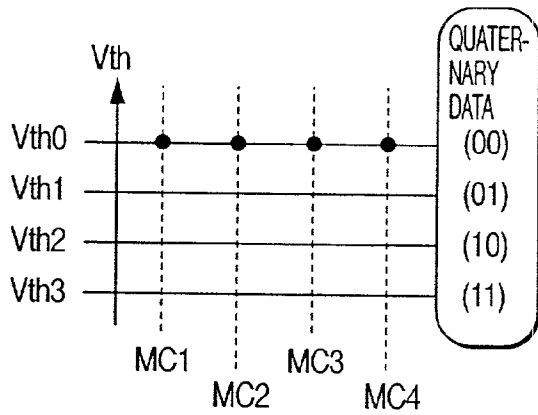 Vth
QUATER-
NARY
DATA
Vth0 (00)
Vth1 (01)
Vth2 (10)
Vth3 (11)
MC1 MC3
MC2 MC4